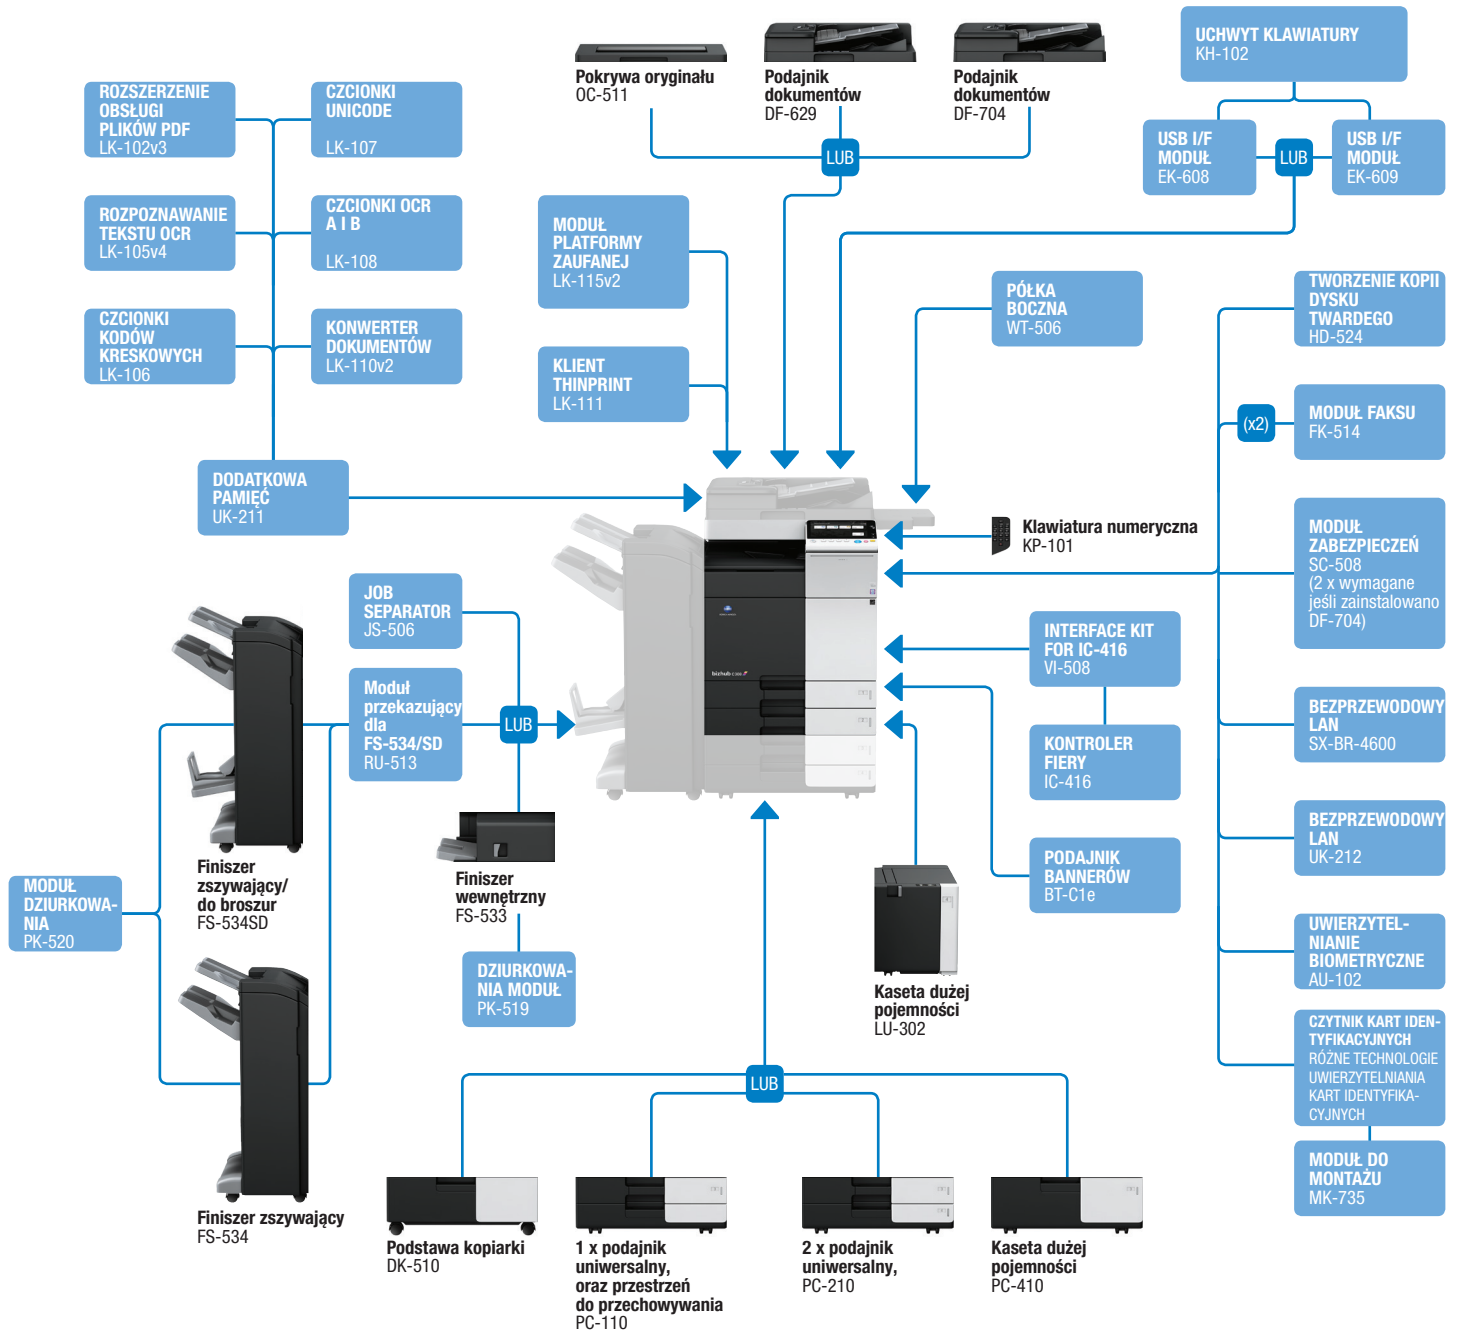 Pokrywa oryginału
OC-511
Podajnik
dokumentów
DF-629
Podajnik
dokumentów
DF-704
UCHWYT KLAWIATURY
KH-102
USB I/F
MODUŁ
EK-608
LUB
USB I/F
MODUŁ
EK-609
LUB
ROZSZERZENIE
OBSŁUGI
PLIKÓW PDF
LK-102v3
CZCIONKI
UNICODE
LK-107
ROZPOZNAWANIE
TEKSTU OCR
LK-105v4
CZCIONKI OCR
A I B
LK-108
CZCIONKI
KODÓW
KRESKOWYCH
LK-106
KONWERTER
DOKUMENTÓW
LK-110v2
DODATKOWA
PAMIĘĆ
UK-211
MODUŁ
PLATFORMY
ZAUFANEJ
LK-115v2
KLIENT
THINPRINT
LK-111
PÓŁKA
BOCZNA
WT-506
TWORZENIE KOPII
DYSKU
TWARDEGO
HD-524
(x2)
MODUŁ FAKSU
FK-514
Klawiatura numeryczna
KP-101
MODUŁ
ZABEZPIECZEŃ
SC-508
(2 x wymagane
jeśli zainstalowano
DF-704)
JOB
SEPARATOR
JS-506
Moduł
przekazujący
dla
FS-534/SD
RU-513
LUB
bizhub
INTERFACE KIT
FOR IC-416
VI-508
KONTROLER
FIERY
IC-416
BEZPRZEWODOWY
LAN
SX-BR-4600
BEZPRZEWODOWY
LAN
UK-212
PODAJNIK
BANNERÓW
BT-C1e
Finiszer
zszywający/
do broszur
FS-534SD
Finiszer
wewnętrzny
FS-533
MODUŁ
DZIURKOWA-
NIA
PK-520
DZIURKOWA-
NIA MODUŁ
PK-519
Kaseta dużej
pojemności
LU-302
UWIERZYTEL-
NIANIE
BIOMETRYCZNE
AU-102
CZYTNIK KART IDEN-
TYFIKACYJNYCH
RÓŻNE TECHNOLOGIE
UWIERZYTELNIANIA
KART IDENTYFIKA-
CYJNYCH
MODUŁ DO
MONTAŻU
MK-735
LUB
Finiszer zszywający
FS-534
Podstawa kopiarki
DK-510
1 x podajnik
uniwersalny,
oraz przestrzeń
do przechowywania
PC-110
2 x podajnik
uniwersalny,
PC-210
Kaseta dużej
pojemności
PC-410